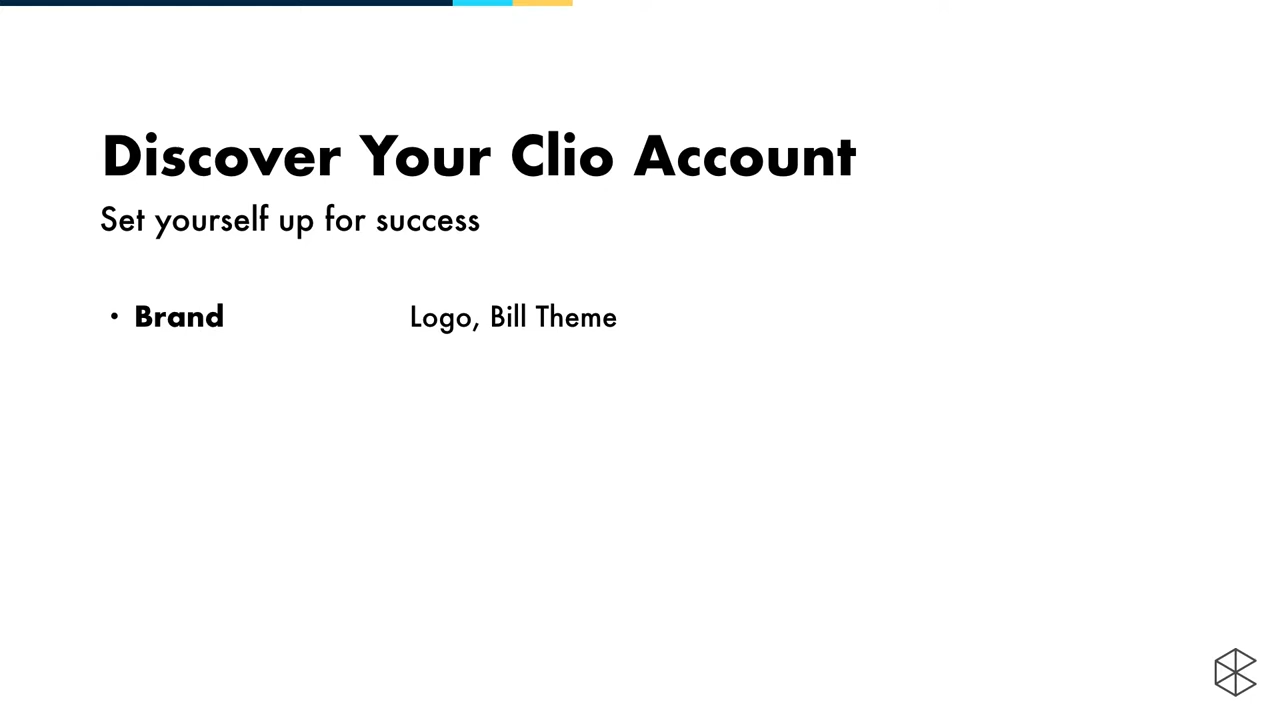 Discover Your Clio Account
Set yourself up for success
• Brand Logo, Bill Theme